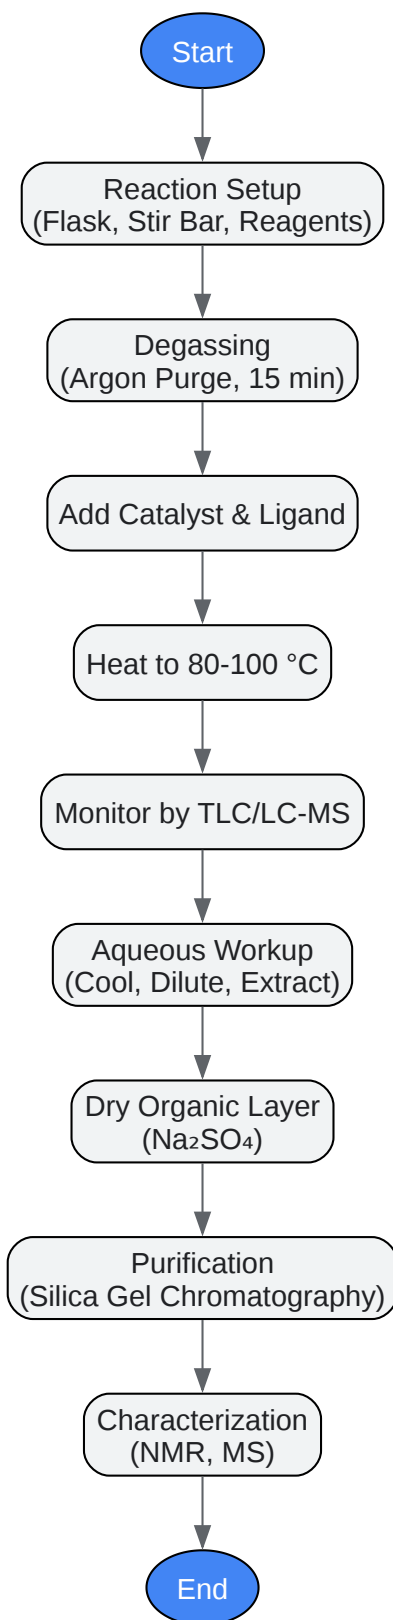 Start
Reaction Setup
(Flask, Stir Bar, Reagents)
Degassing
(Argon Purge, 15 min)
Add Catalyst & Ligand
Heat to 80-100 °C
Monitor by TLC/LC-MS
Aqueous Workup
(Cool, Dilute, Extract)
Dry Organic Layer
(Na₂SO₄)
Purification
(Silica Gel Chromatography)
Characterization
(NMR, MS)
End